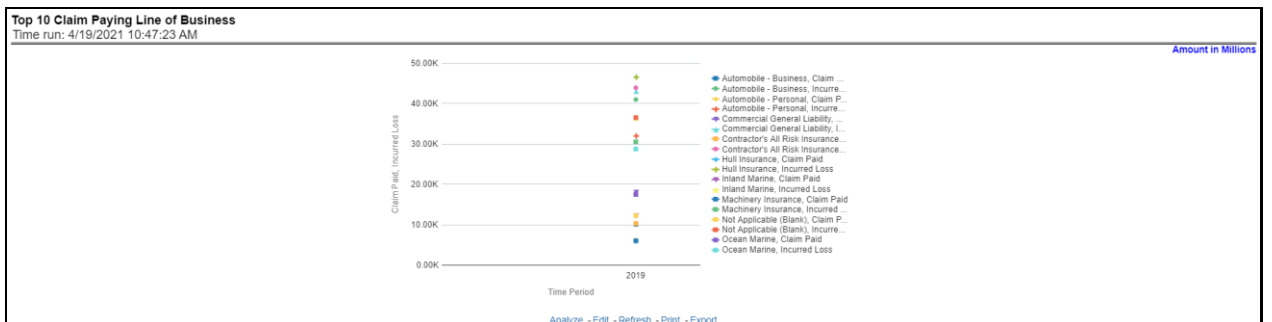 Top 10 Claim Paying Line of Business
Time run: 4/19/2021 10:47:23 AM
Amount in Millions
50.00K
40.00K
30.00K
20.00K
10.00K
0.00K
Claim Paid, Incurred Loss
2019
Time Period
Automobile - Business, Claim ...
Automobile - Business, Incurre...
Automobile - Personal, Claim P...
Automobile - Personal, Incurre...
Commercial General Liability, ...
Commercial General Liability, I...
Contractor's All Risk Insurance...
Contractor's All Risk Insurance...
Hull Insurance, Claim Paid
Hull Insurance, Incurred Loss
Inland Marine, Claim Paid
Inland Marine, Incurred Loss
Machinery Insurance, Claim Paid
Machinery Insurance, Incurred ...
Not Applicable (Blank), Claim P...
Not Applicable (Blank), Incurre...
Ocean Marine, Claim Paid
Ocean Marine, Incurred Loss
Analyze - Edit - Refresh - Print - Export